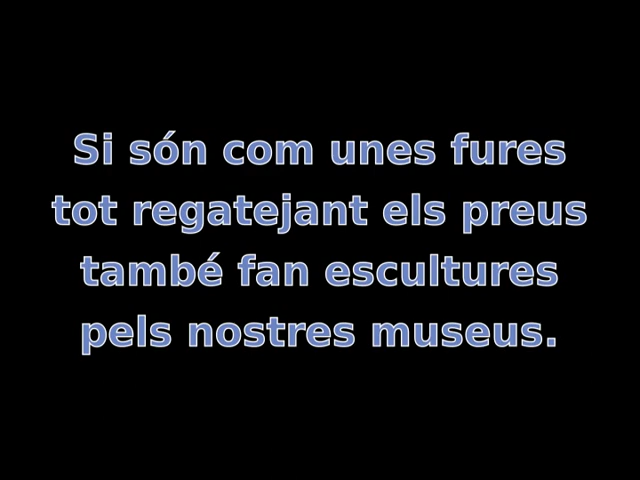 Si són com unes fures
tot regatejant els preus
també fan escultures
pels nostres museus.